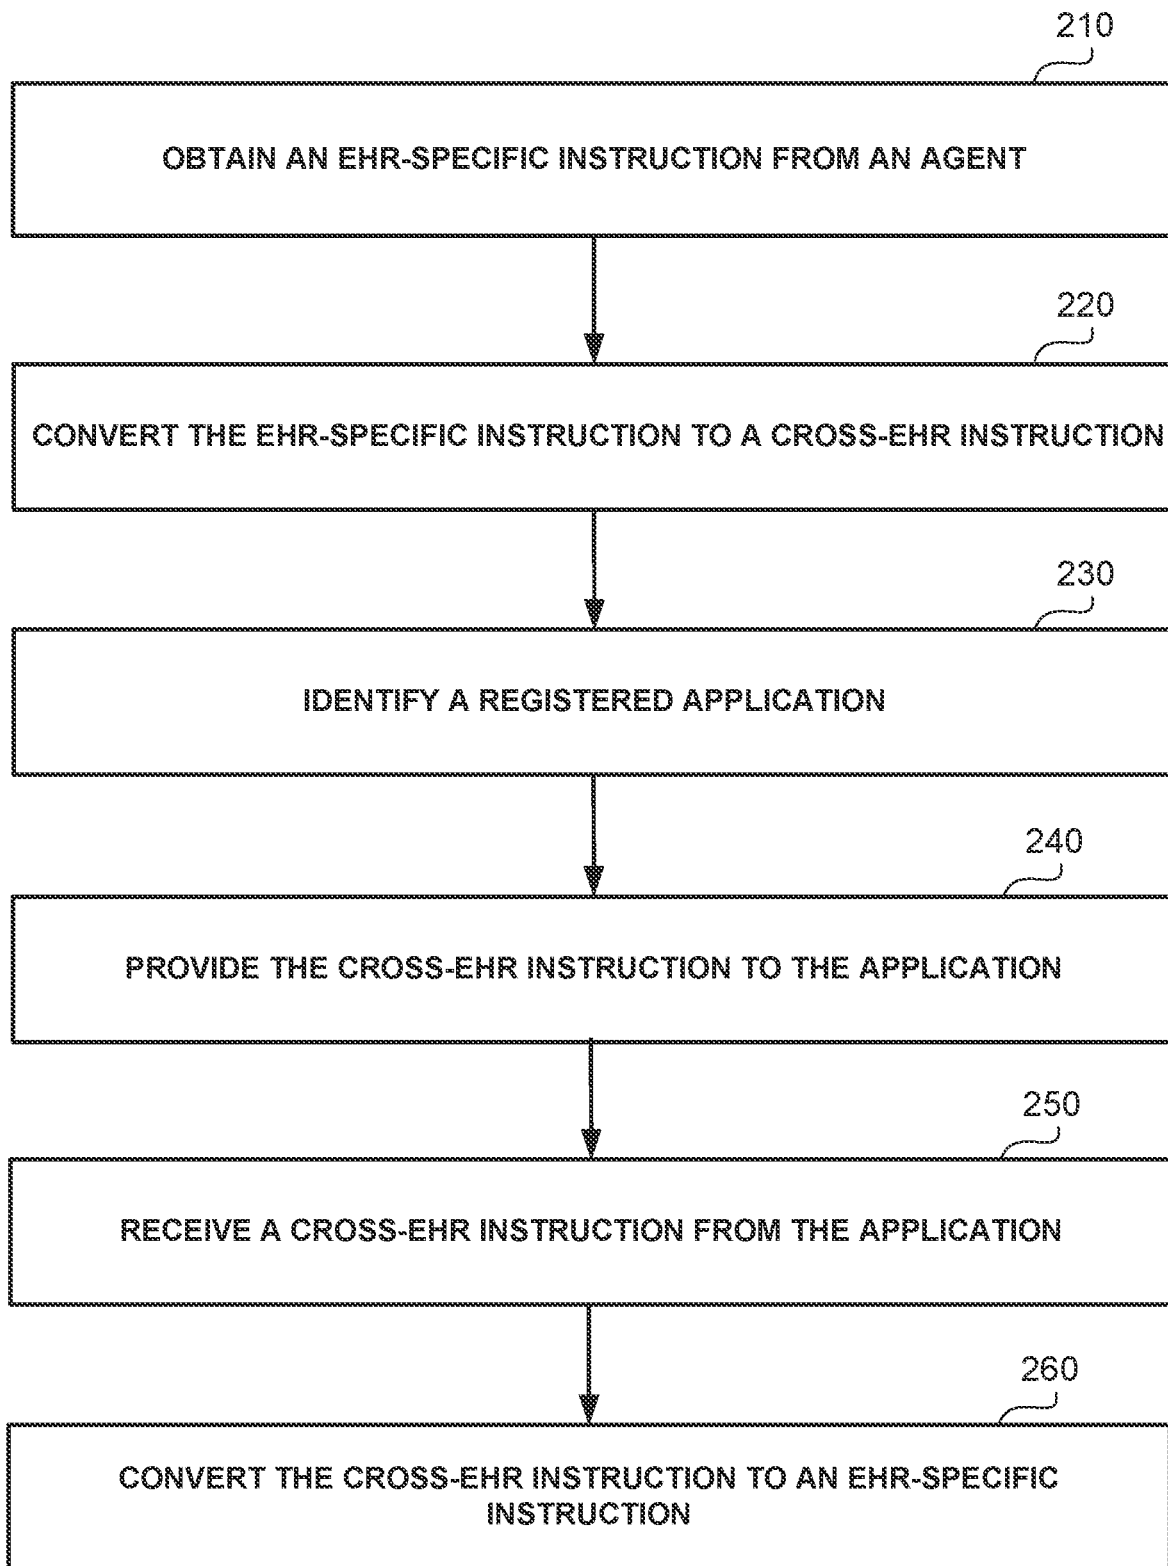 210
OBTAIN AN EHR-SPECIFIC INSTRUCTION FROM AN AGENT
220
CONVERT THE EHR-SPECIFIC INSTRUCTION TO A CROSS-EHR INSTRUCTION
230
IDENTIFY A REGISTERED APPLICATION
240
PROVIDE THE CROSS-EHR INSTRUCTION TO THE APPLICATION
250
RECEIVE A CROSS-EHR INSTRUCTION FROM THE APPLICATION
260
CONVERT THE CROSS-EHR INSTRUCTION TO AN EHR-SPECIFIC
INSTRUCTION